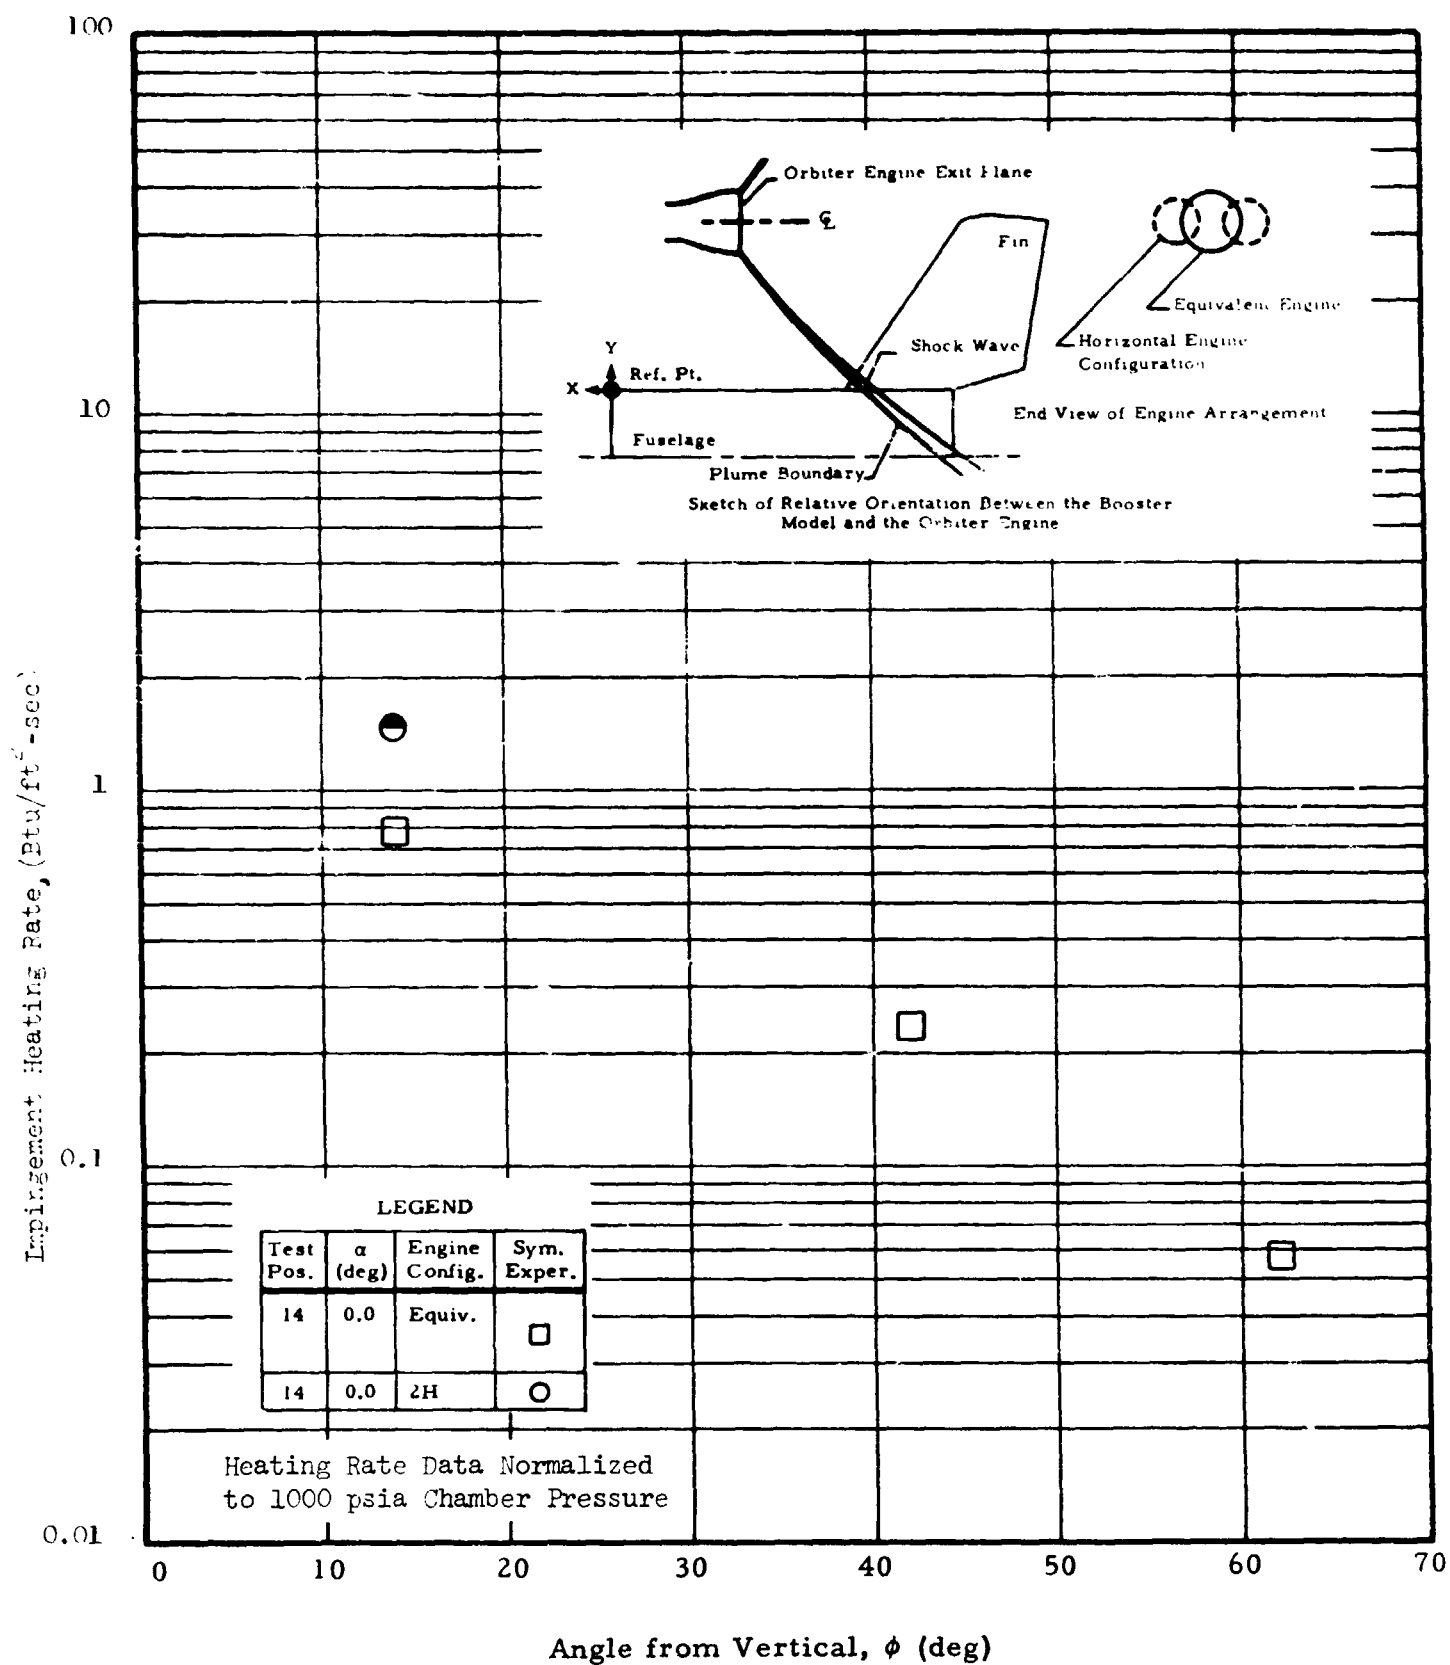 100
10
1
0.1
0.01
Impingement Heating Rate, (Btu/ft²-sec)
Orbiter Engine Exit Plane
℄
Fin
Equivalent Engine
Horizontal Engine
Configuration
End View of Engine Arrangement
Shock Wave
Y
X
Ref. Pt.
Fuselage
Plume Boundary
Sketch of Relative Orientation Between the Booster
Model and the Orbiter Engine
LEGEND
Test Pos. α (deg) Engine Config. Sym. Exper.
14 0.0 Equiv.
14 0.0 2H
Heating Rate Data Normalized
to 1000 psia Chamber Pressure
0 10 20 30 40 50 60 70
Angle from Vertical, ϕ (deg)